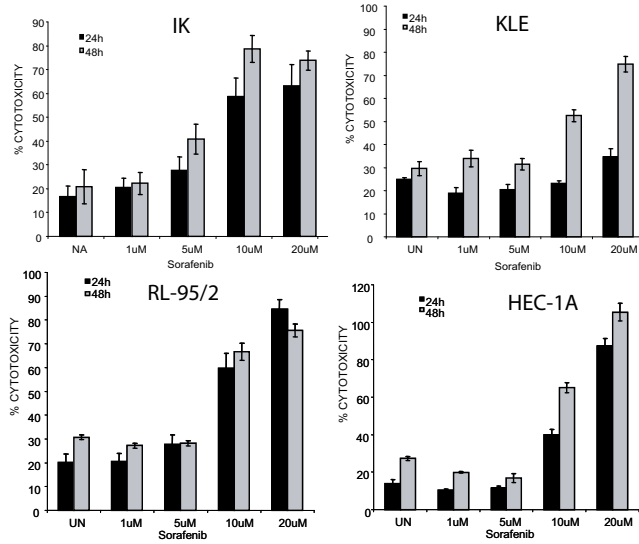 IK
24h
48h
% CYTOTOXICITY
90
80
70
60
50
40
30
20
10
0
NA 1uM 5uM 10uM 20uM
Sorafenib
KLE
24h
48h
% CYTOTOXICITY
100
90
80
70
60
50
40
30
20
10
0
UN 1uM 5uM 10uM 20uM
Sorafenib
RL-95/2
24h
48h
% CYTOTOXICITY
100
90
80
70
60
50
40
30
20
10
0
UN 1uM 5uM 10uM 20uM
Sorafenib
HEC-1A
24h
48h
% CYTOTOXICITY
120
100
80
60
40
20
0
UN 1uM 5uM 10uM 20uM
Sorafenib